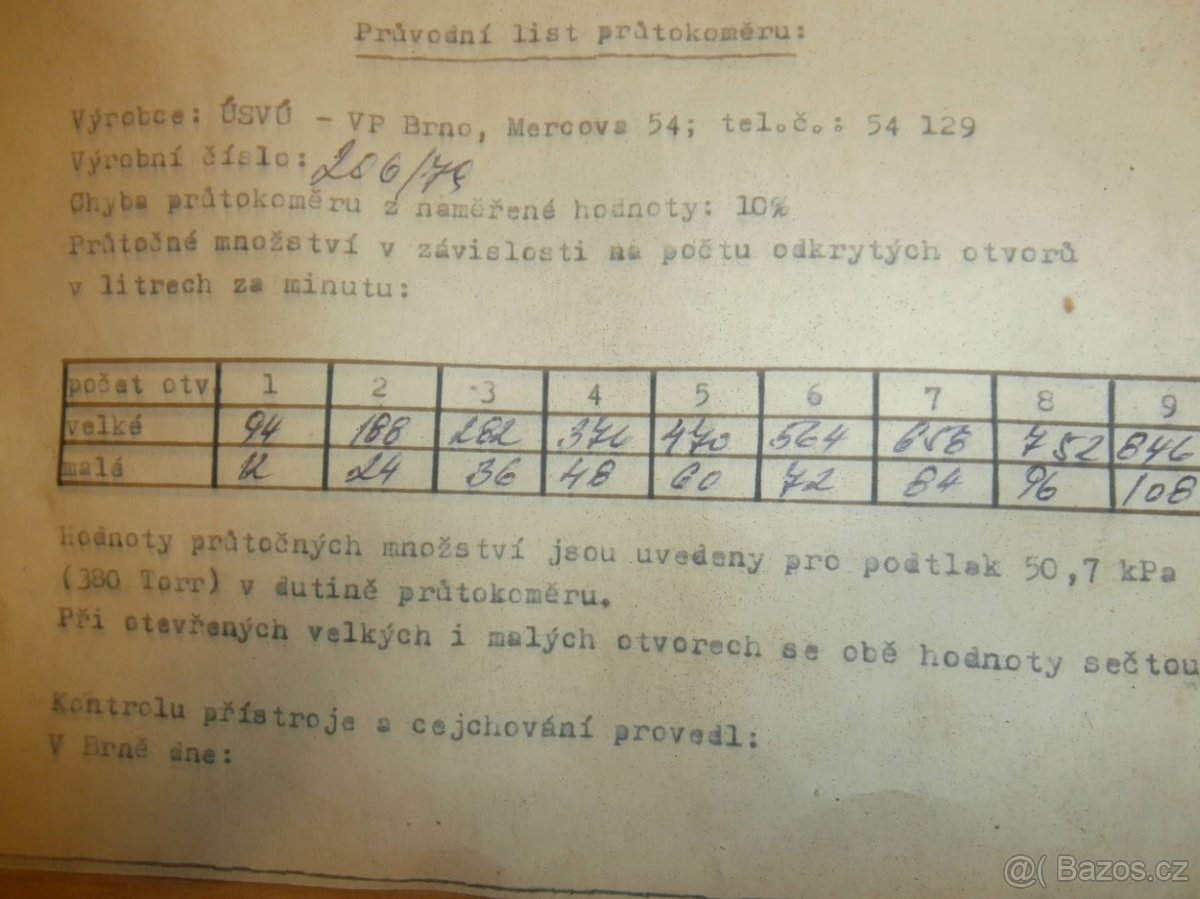 Průvodní list průtokoměru:
Výrobce: ÚSVÚ - VP Brno, Mercova 54; tel.č.: 54 129
Výrobní číslo: 206/79
Chyba průtokoměru z naměřené hodnoty: 10%
Průtočné množství v závislosti na počtu odkrytých otvorů
v litrech za minutu:
počet otv. 1 2 3 4 5 6 7 8 9
velké 94 188 282 376 470 564 658 752 846
malé 12 24 36 48 60 72 84 96 108
Hodnoty průtočných množství jsou uvedeny pro podtlak 50,7 kPa
(380 Torr) v dutině průtokoměru.
Při otevřených velkých i malých otvorech se obě hodnoty sečtou
Kontrolu přístroje a cejchování provedl:
V Brně dne:
@( Bazos.cz